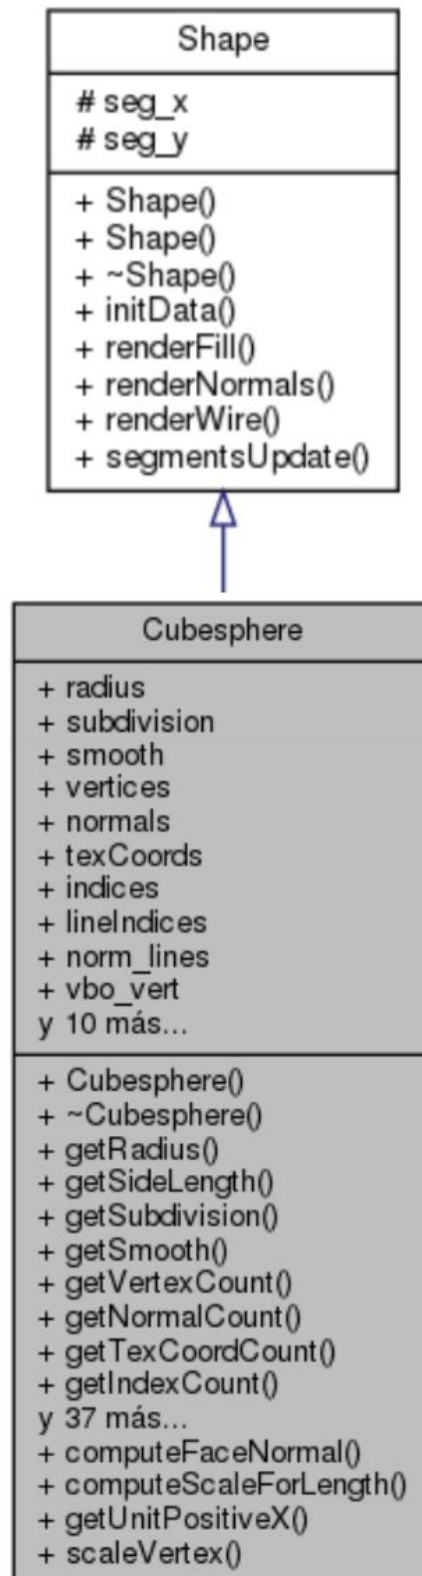 Shape
# seg_x
# seg_y
+ Shape()
+ Shape()
+ ~Shape()
+ initData()
+ renderFill()
+ renderNormals()
+ renderWire()
+ segmentsUpdate()
Cubesphere
+ radius
+ subdivision
+ smooth
+ vertices
+ normals
+ texCoords
+ indices
+ lineIndices
+ norm_lines
+ vbo_vert
y 10 más...
+ Cubesphere()
+ ~Cubesphere()
+ getRadius()
+ getSideLength()
+ getSubdivision()
+ getSmooth()
+ getVertexCount()
+ getNormalCount()
+ getTexCoordCount()
+ getIndexCount()
y 37 más...
+ computeFaceNormal()
+ computeScaleForLength()
+ getUnitPositiveX()
+ scaleVertex()